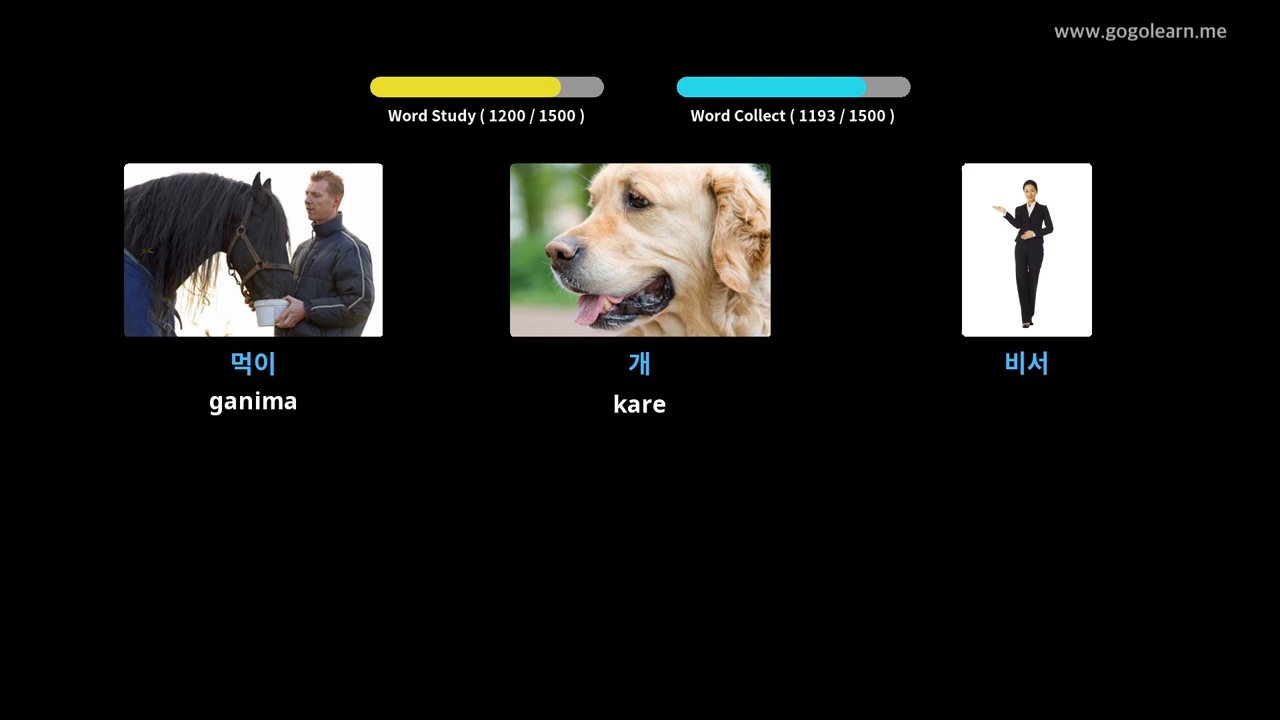 www.gogolearn.me
Word Study ( 1200 / 1500 )
Word Collect ( 1193 / 1500 )
먹이
개
비서
ganima
kare